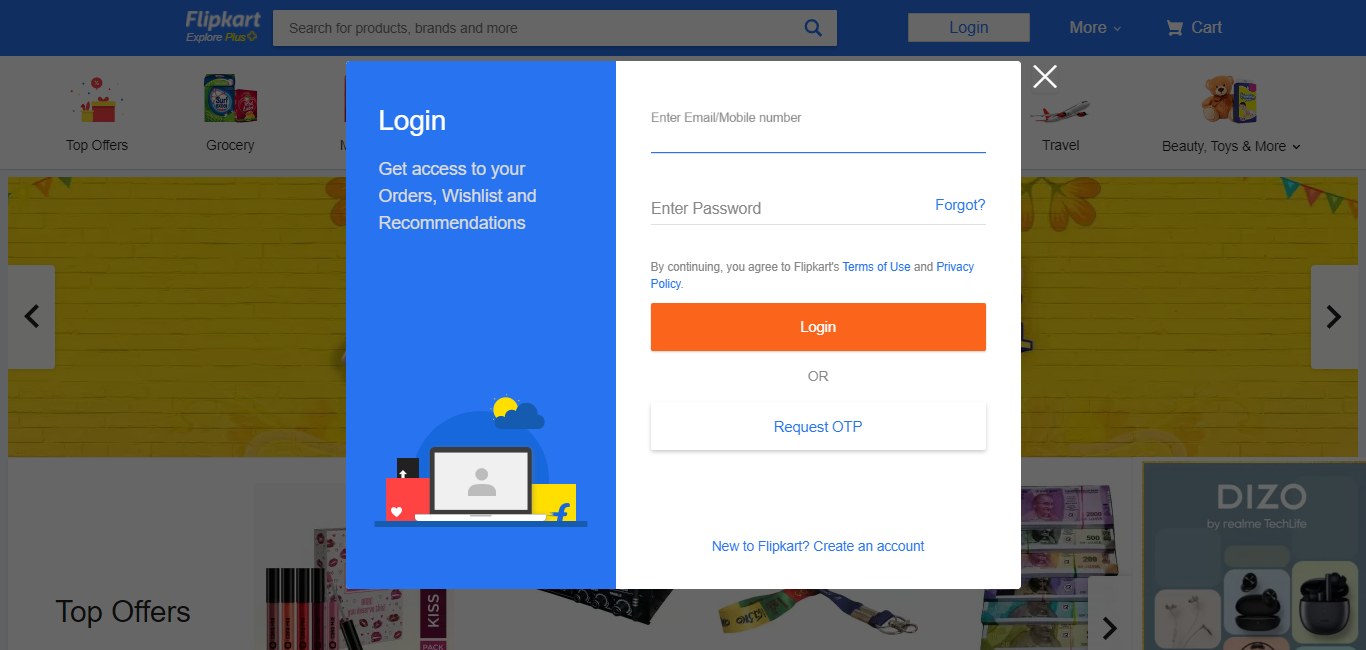 Flipkart
Explore Plus
Search for products, brands and more
Login
More
Cart
Top Offers
Grocery
Travel
Beauty, Toys & More
Login
Get access to your
Orders, Wishlist and
Recommendations
Enter Email/Mobile number
Enter Password
Forgot?
By continuing, you agree to Flipkart's Terms of Use and Privacy
Policy.
Login
OR
Request OTP
New to Flipkart? Create an account
Top Offers
KISS
PACK
DIZO
by realme TechLife
500
200